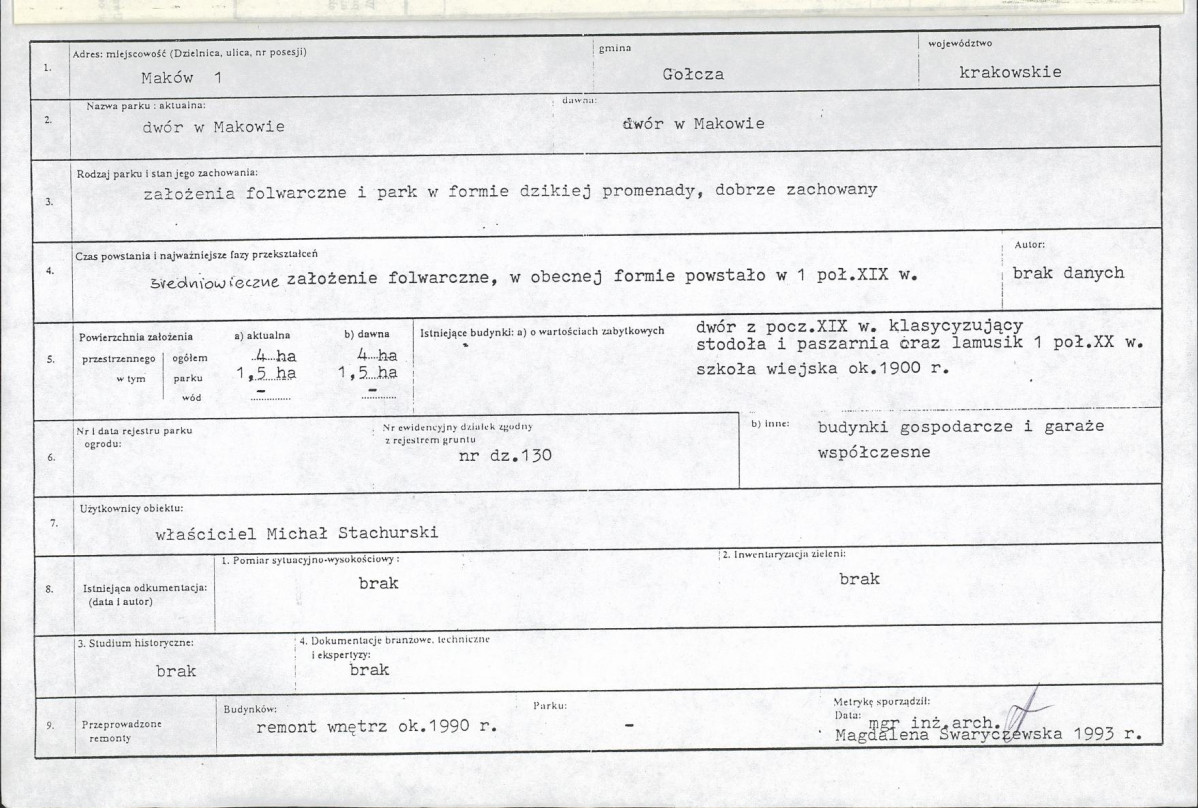 1.
Adres: miejscowość (Dzielnica, ulica, nr posesji)
Maków 1
gmina
Gołcza
województwo
krakowskie
2.
Nazwa parku : aktualna:
dwór w Makowie
dawna:
dwór w Makowie
3.
Rodzaj parku i stan jego zachowania:
założenia folwarczne i park w formie dzikiej promenady, dobrze zachowany
4.
Czas powstania i najważniejsze fazy przekształceń
średniowieczne założenie folwarczne, w obecnej formie powstało w 1 poł.XIX w.
Autor:
brak danych
5.
Powierzchnia założenia a) aktualna b) dawna
przestrzennego ogółem 4 ha 4 ha
w tym parku 1,5 ha 1,5 ha
wód - -
Istniejące budynki: a) o wartościach zabytkowych
dwór z pocz.XIX w. klasycyzujący
stodoła i paszarnia oraz lamusik 1 poł.XX w.
szkoła wiejska ok.1900 r.
b) inne:
budynki gospodarcze i garaże
współczesne
6.
Nr i data rejestru parku
ogrodu:
Nr ewidencyjny działek zgodny
z rejestrem gruntu
nr dz.130
7.
Użytkownicy obiektu:
właściciel Michał Stachurski
8.
Istniejąca odkumentacja:
(data i autor)
1. Pomiar sytuacyjno-wysokościowy :
brak
2. Inwentaryzacja zieleni:
brak
3. Studium historyczne:
brak
4. Dokumentacje branżowe, techniczne
i ekspertyzy:
brak
9.
Przeprowadzone
remonty
Budynków:
remont wnętrz ok.1990 r.
Parku:
-
Metrykę sporządził:
Data:
mgr inż.arch.
Magdalena Swaryczewska 1993 r.